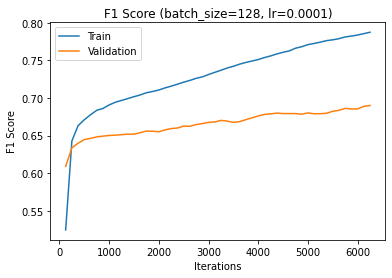 F1 Score (batch_size=128, lr=0.0001)
Train
Validation
0.80
0.75
0.70
0.65
0.60
0.55
F1 Score
0 1000 2000 3000 4000 5000 6000
Iterations